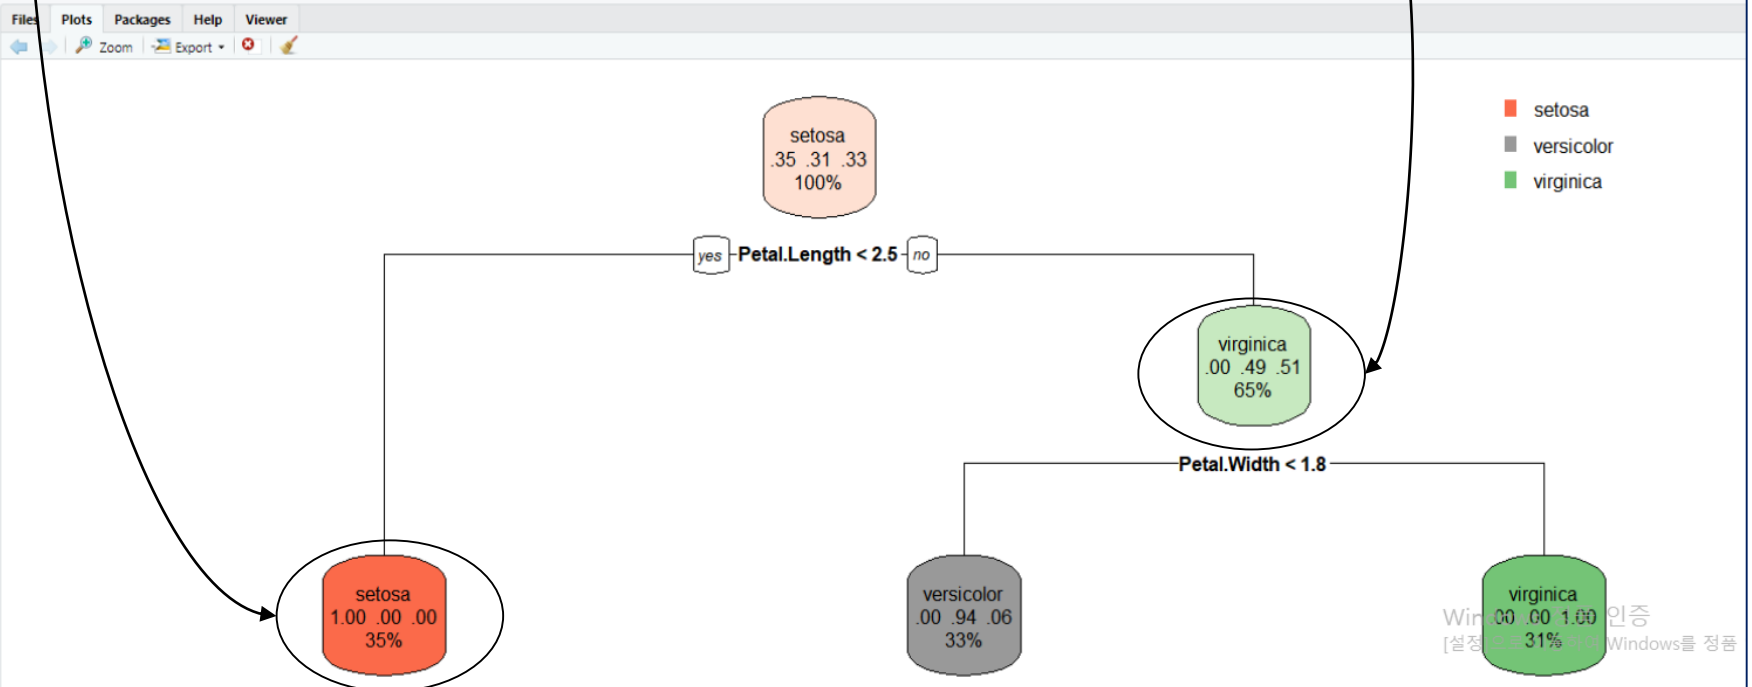 Files Plots Packages Help Viewer
Zoom Export
setosa
.35 .31 .33
100%
setosa
versicolor
virginica
yes Petal.Length < 2.5 no
virginica
.00 .49 .51
65%
Petal.Width < 1.8
setosa
1.00 .00 .00
35%
versicolor
.00 .94 .06
33%
virginica
.00 .00 1.00
31%
인증
Windows를 정품